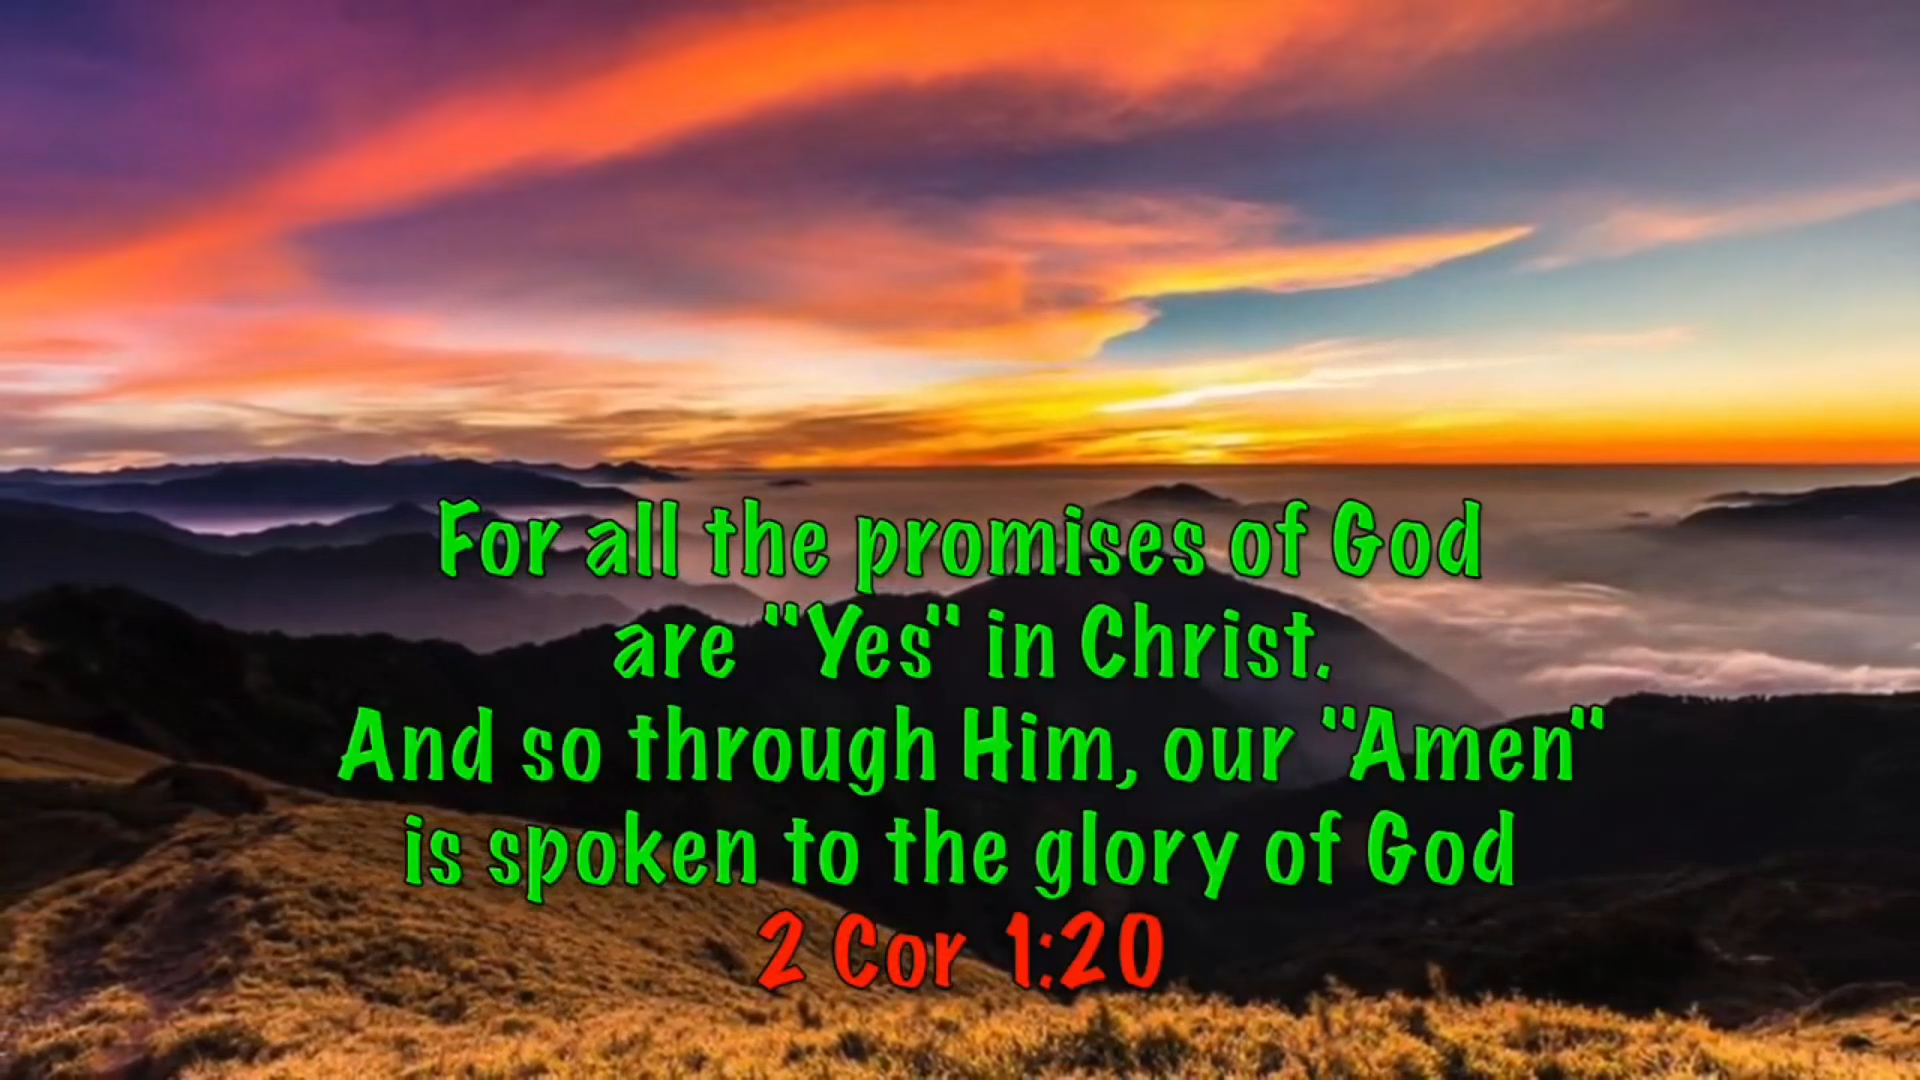 For all the promises of God
are "Yes" in Christ.
And so through Him, our "Amen"
is spoken to the glory of God
2 Cor 1:20